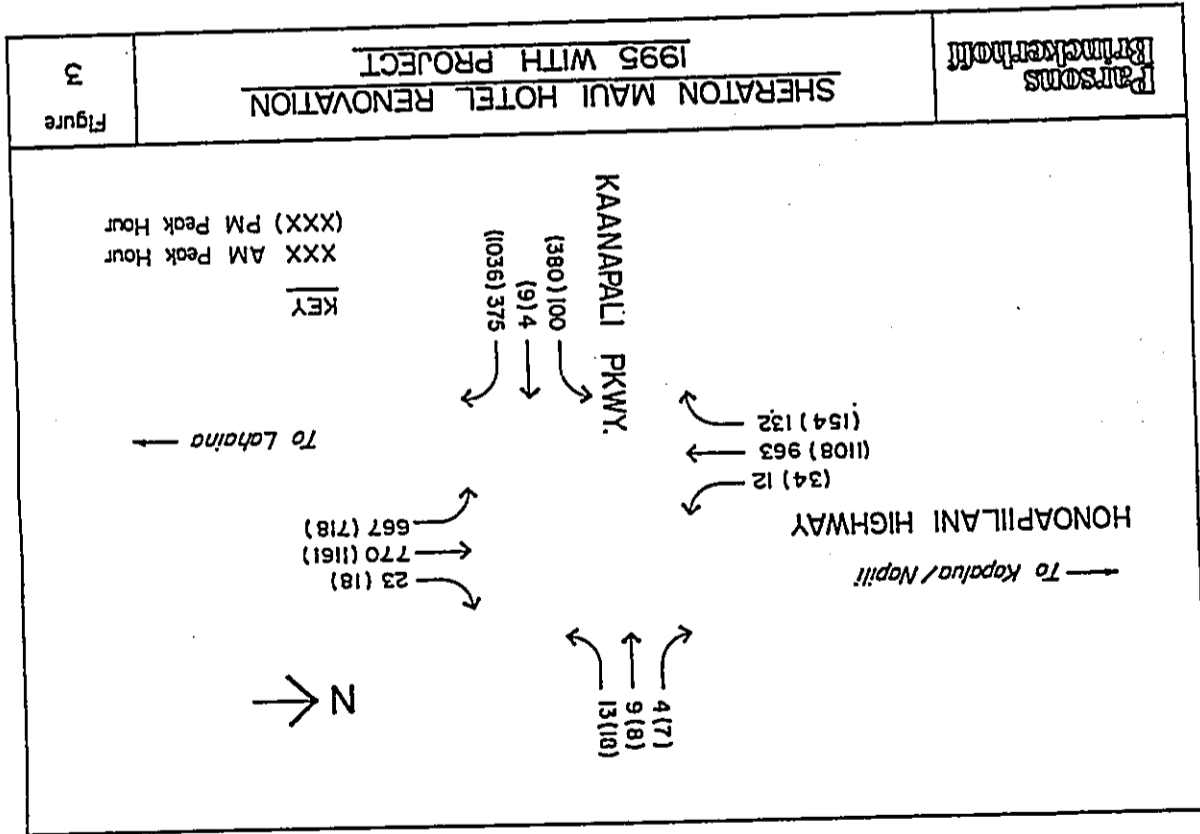 4 (7)
9 (8)
13 (18)
N
To Kapalua/Napili
HONOAPIILANI HIGHWAY
23 (18)
770 (1161)
667 (718)
(34) 12
(1108) 963
(154) 132
To Lahaina
KAANAPALI PKWY.
(380) 100
(9) 4
(1036) 375
KEY
XXX AM Peak Hour
(XXX) PM Peak Hour
Parsons
Brinckerhoff
SHERATON MAUI HOTEL RENOVATION
1995 WITH PROJECT
Figure
3